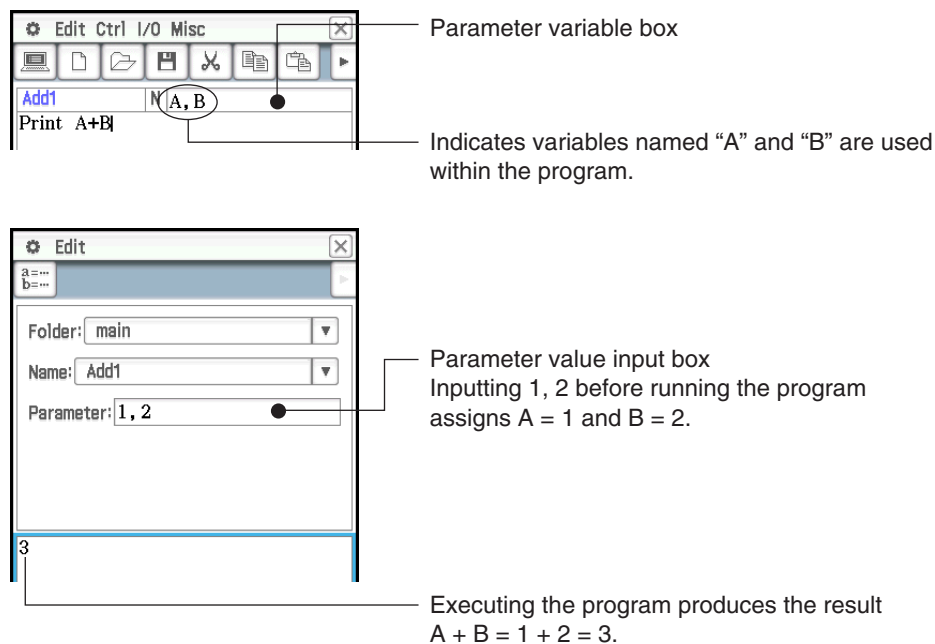 Edit Ctrl I/O Misc
Parameter variable box
Add1 N A,B
Print A+B
Indicates variables named “A” and “B” are used
within the program.
Edit
a=···
b=···
Folder: main
Name: Add1
Parameter: 1,2
Parameter value input box
Inputting 1, 2 before running the program
assigns A = 1 and B = 2.
3
Executing the program produces the result
A + B = 1 + 2 = 3.